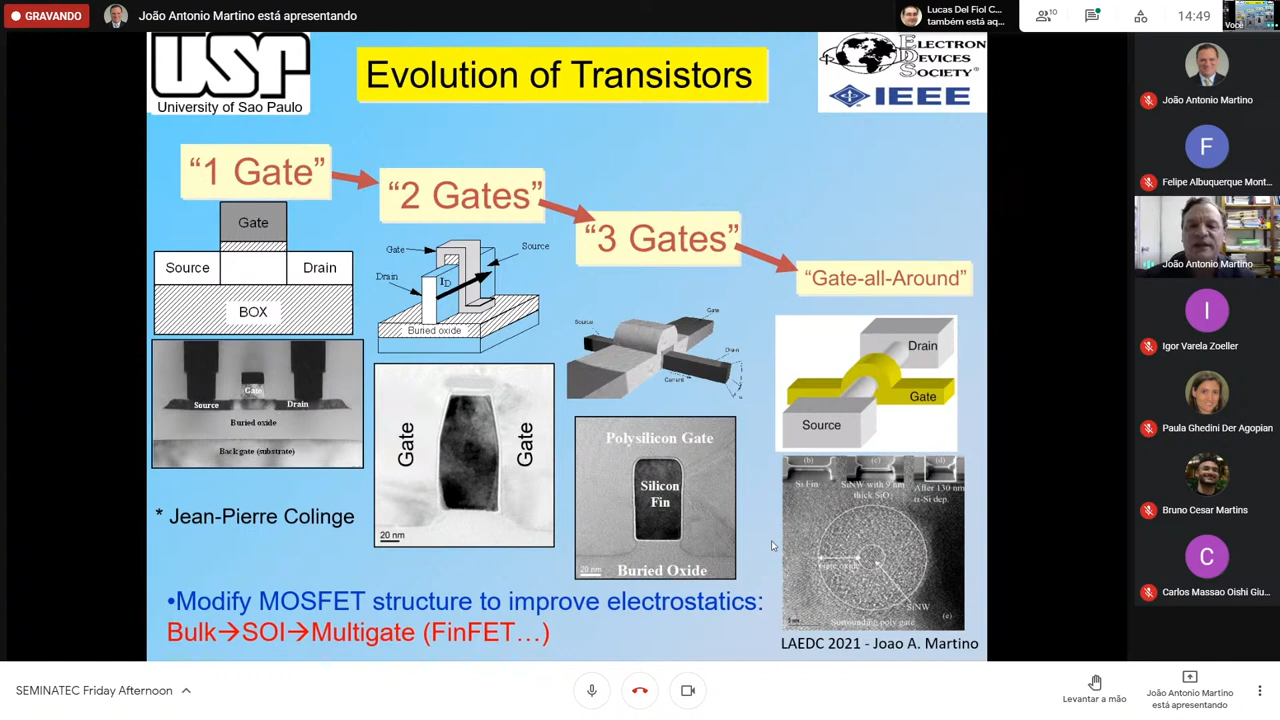 GRAVANDO
João Antonio Martino está apresentando
Lucas Del Fiol C...
também está aq...
10
14:49
Você
USP
University of Sao Paulo
Evolution of Transistors
ELECTRON
DEVICES
SOCIETY®
IEEE
“1 Gate”
“2 Gates”
“3 Gates”
“Gate-all-Around”
Gate
Source
Drain
BOX
Gate
Source
Drain
Buried oxide
Back gate (substrate)
Gate
Source
Drain
ID
Buried oxide
Gate
Gate
20 nm
Source
Gate
Drain
Current
Polysilicon Gate
Silicon
Fin
20 nm
Buried Oxide
Drain
Gate
Source
(b)
(c)
(d)
Si Fin
SiNW with 9 nm
thick SiO
After 130 nm
α-Si dep.
Gate oxide
SiNW
Surrounding poly gate
(e)
* Jean-Pierre Colinge
•Modify MOSFET structure to improve electrostatics:
Bulk→SOI→Multigate (FinFET…)
LAEDC 2021 - Joao A. Martino
João Antonio Martino
F
Felipe Albuquerque Mont...
João Antonio Martino
I
Igor Varela Zoeller
Paula Ghedini Der Agopian
Bruno Cesar Martins
C
Carlos Massao Oishi Giu...
SEMINATEC Friday Afternoon
Levantar a mão
João Antonio Martino
está apresentando